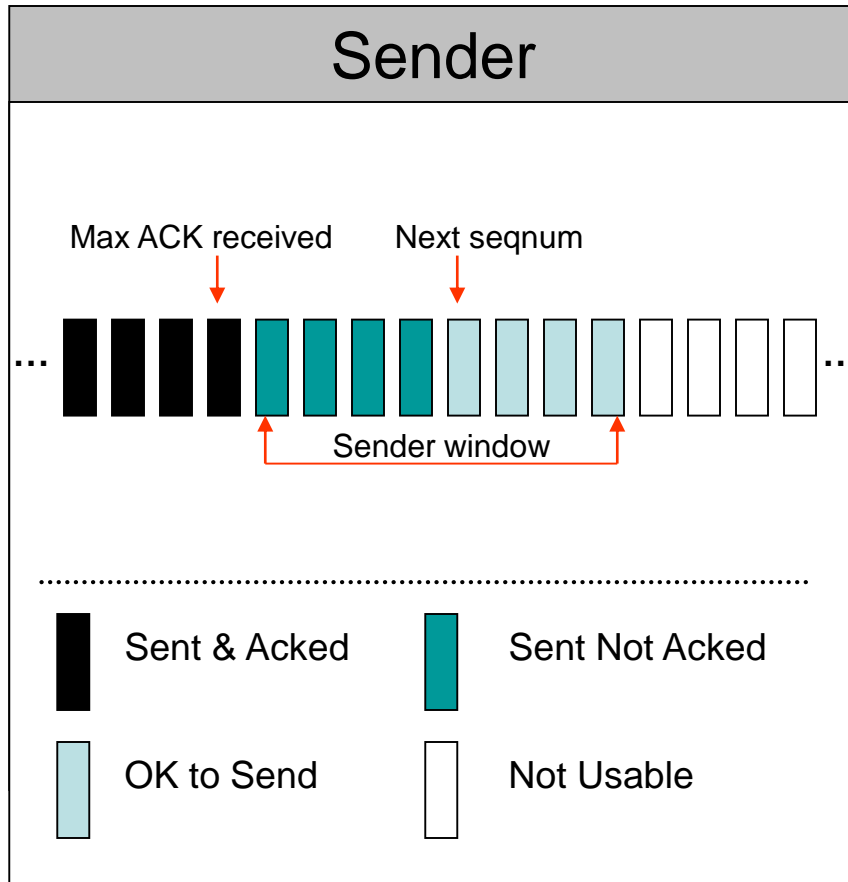 Sender
Max ACK received Next seqnum
... ...
Sender window
Sent & Acked Sent Not Acked
OK to Send Not Usable